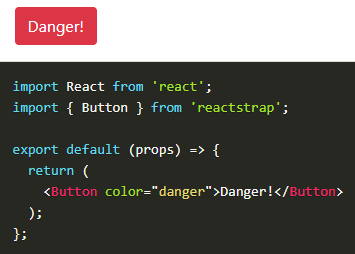 Danger!
import React from 'react';
import { Button } from 'reactstrap';
export default (props) => {
return (
<Button color="danger">Danger!</Button>
);
};